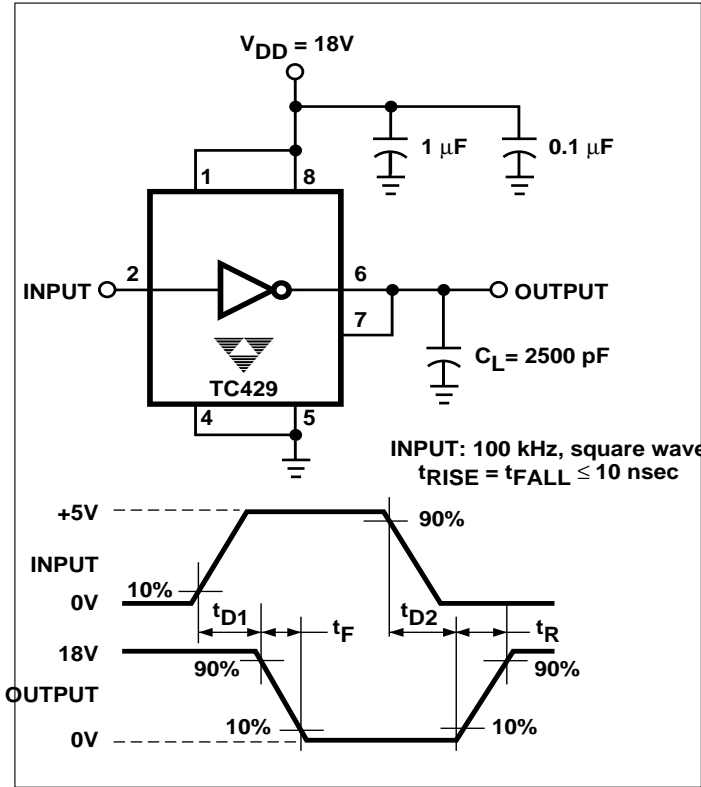 V_DD = 18V
1 µF
0.1 µF
1
8
INPUT
2
6
OUTPUT
7
C_L = 2500 pF
TC429
4
5
INPUT: 100 kHz, square wave
t_RISE = t_FALL ≤ 10 nsec
+5V
90%
INPUT
10%
0V
t_D1
t_F
t_D2
t_R
18V
90%
90%
OUTPUT
10%
10%
0V